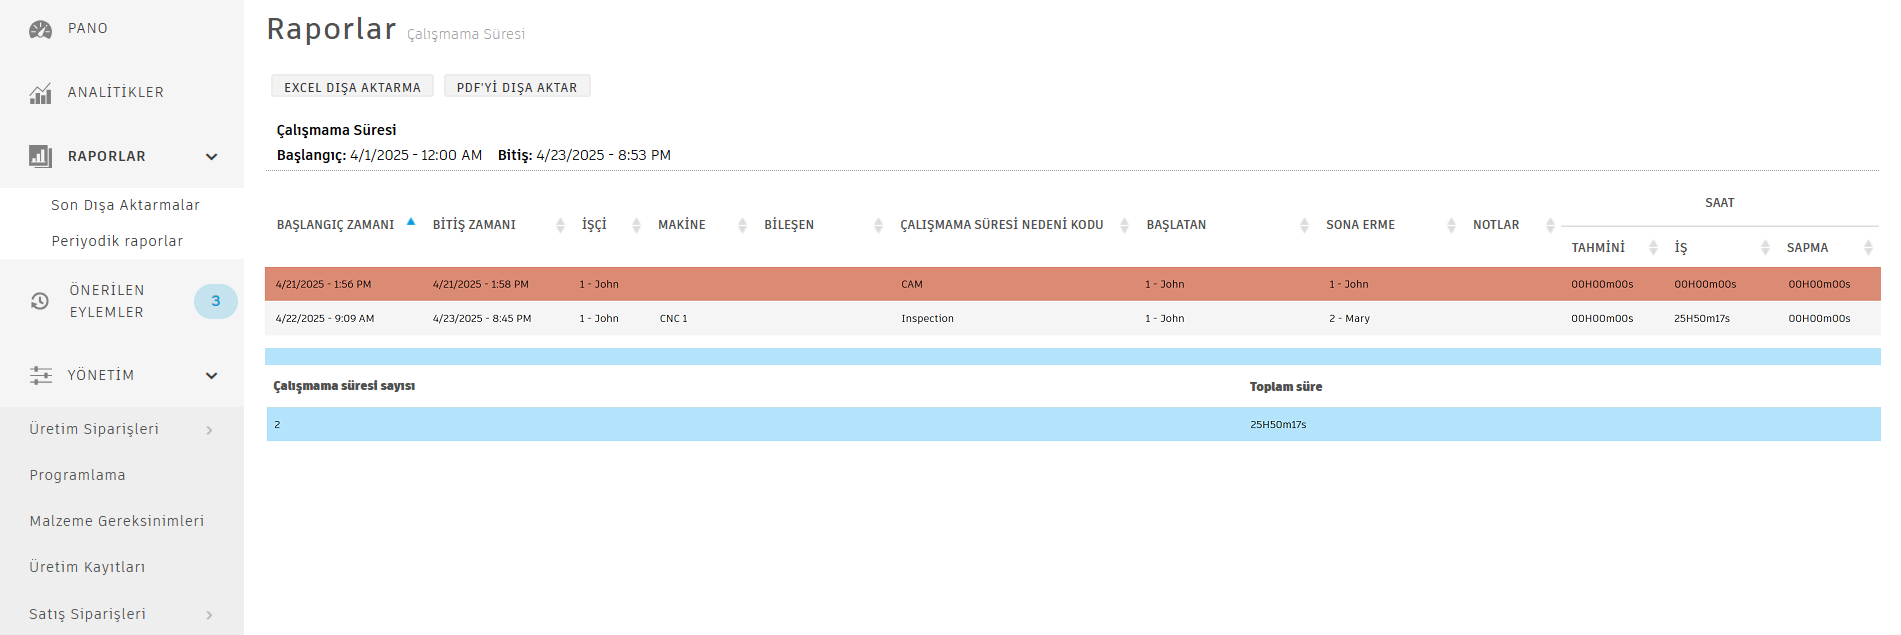 PANO
ANALİTİKLER
RAPORLAR
Son Dışa Aktarmalar
Periyodik raporlar
ÖNERİLEN
EYLEMLER
3
YÖNETİM
Üretim Siparişleri
Programlama
Malzeme Gereksinimleri
Üretim Kayıtları
Satış Siparişleri
Raporlar Çalışmama Süresi
EXCEL DIŞA AKTARMA PDF'Yİ DIŞA AKTAR
Çalışmama Süresi
Başlangıç: 4/1/2025 - 12:00 AM Bitiş: 4/23/2025 - 8:53 PM
SAAT
BAŞLANGIÇ ZAMANI BİTİŞ ZAMANI İŞÇİ MAKİNE BİLEŞEN ÇALIŞMAMA SÜRESİ NEDENİ KODU BAŞLATAN SONA ERME NOTLAR
TAHMİNİ İŞ SAPMA
4/21/2025 - 1:56 PM 4/21/2025 - 1:58 PM 1 - John CAM 1 - John 1 - John 00H00m00s 00H00m00s 00H00m00s
4/22/2025 - 9:09 AM 4/23/2025 - 8:45 PM 1 - John CNC 1 Inspection 1 - John 2 - Mary 00H00m00s 25H50m17s 00H00m00s
Çalışmama süresi sayısı Toplam süre
2 25H50m17s